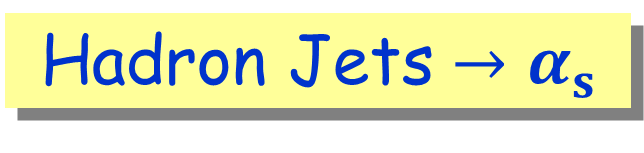 Hadron Jets → αₛ